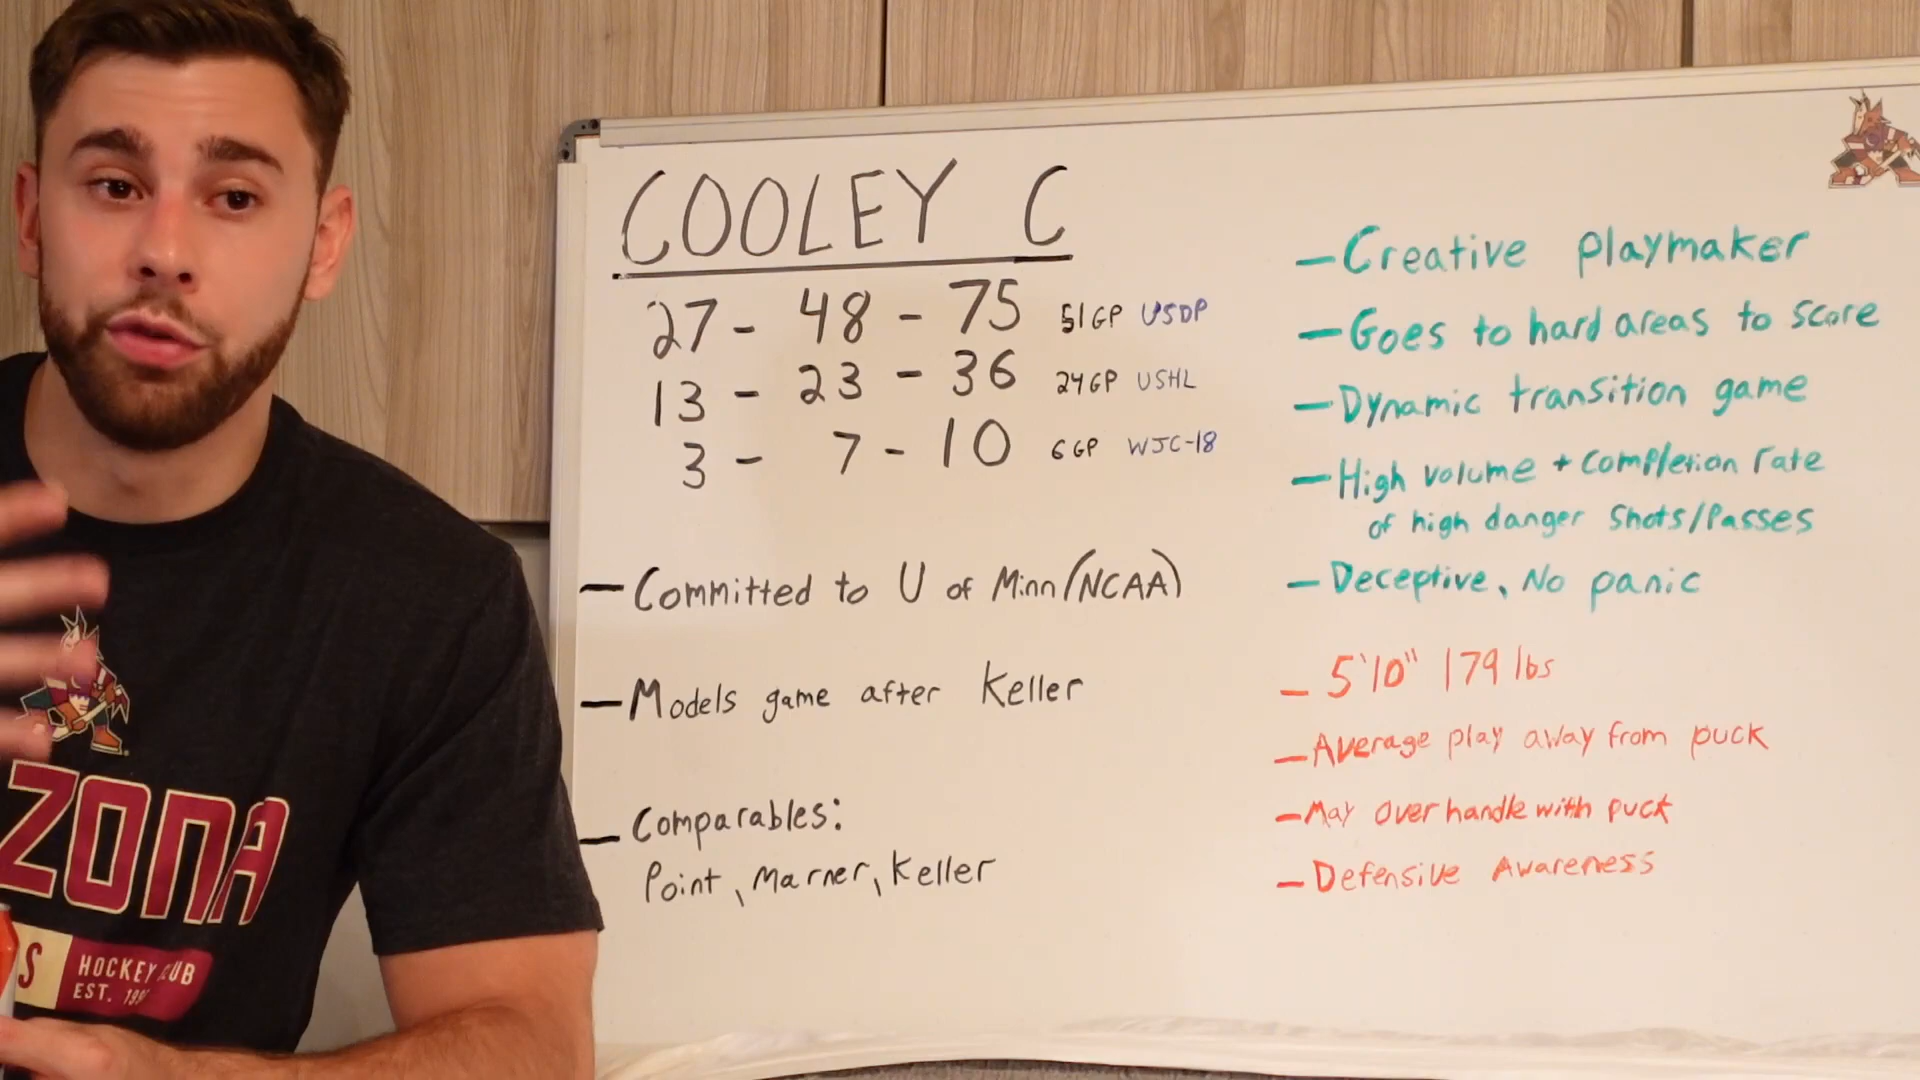 COOLEY C
27 - 48 - 75 51GP USDP
13 - 23 - 36 24GP USHL
3 - 7 - 10 6GP WJC-18
- Committed to U of Minn (NCAA)
- Models game after Keller
- Comparables:
Point, Marner, Keller
- Creative playmaker
- Goes to hard areas to score
- Dynamic transition game
- High volume + completion rate
of high danger shots/Passes
- Deceptive, No panic
- 5'10" 179 lbs
- Average play away from puck
- May over handle with puck
- Defensive Awareness
ZONA
S
HOCKEY CLUB
EST.